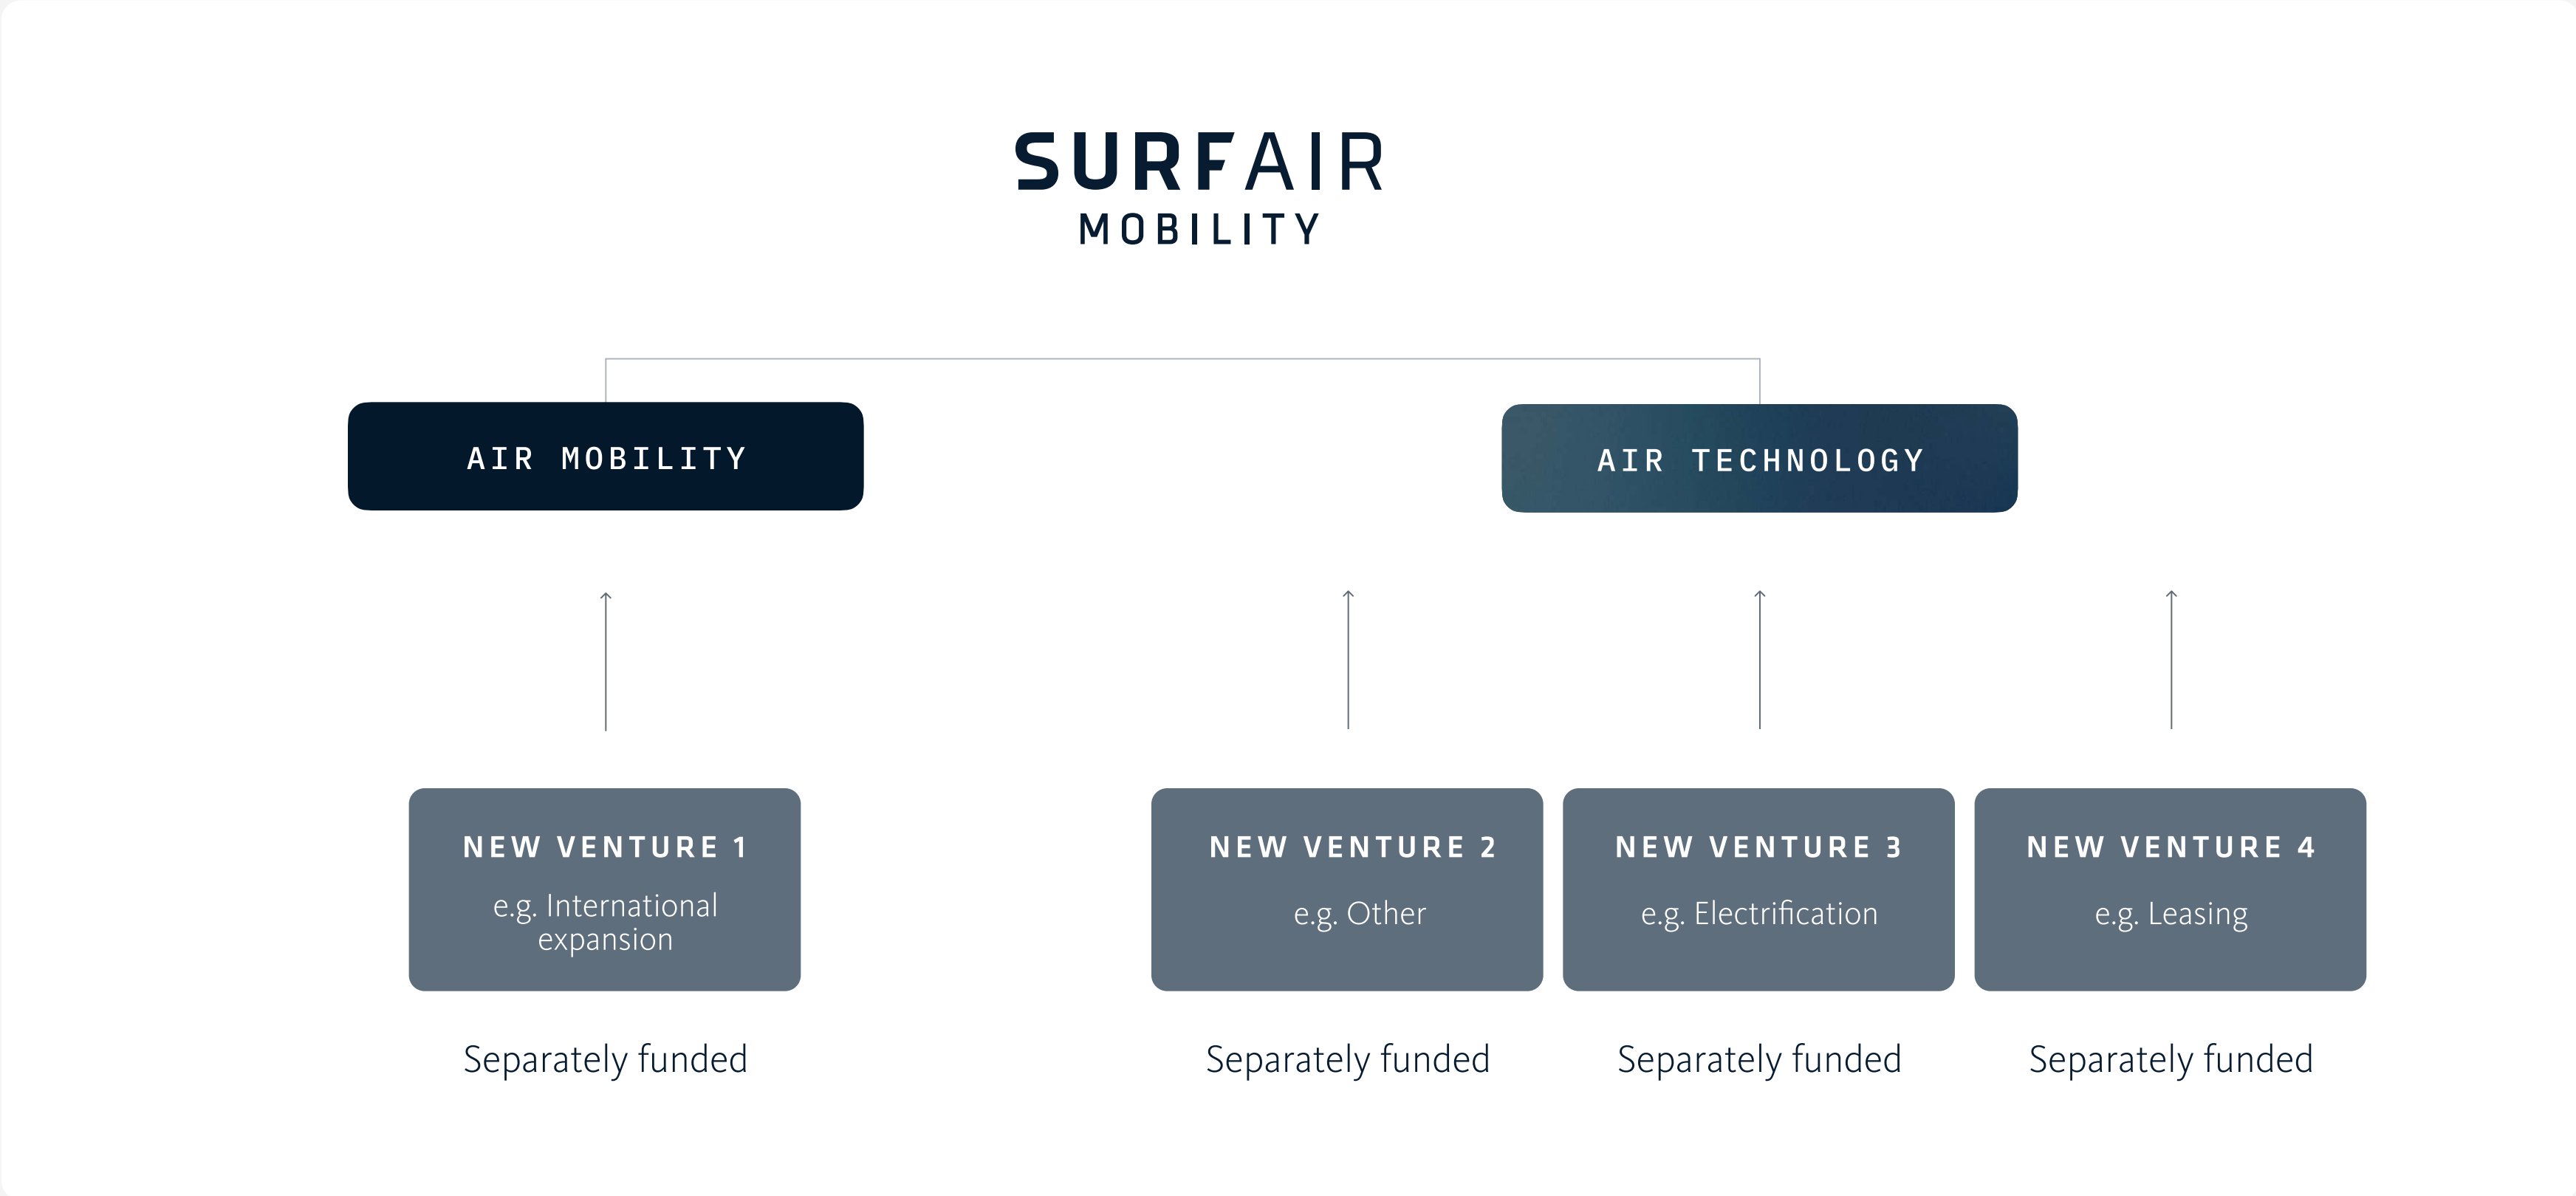 SURFAIR
MOBILITY
AIR MOBILITY
AIR TECHNOLOGY
NEW VENTURE 1
e.g. International
expansion
Separately funded
NEW VENTURE 2
e.g. Other
Separately funded
NEW VENTURE 3
e.g. Electrification
Separately funded
NEW VENTURE 4
e.g. Leasing
Separately funded